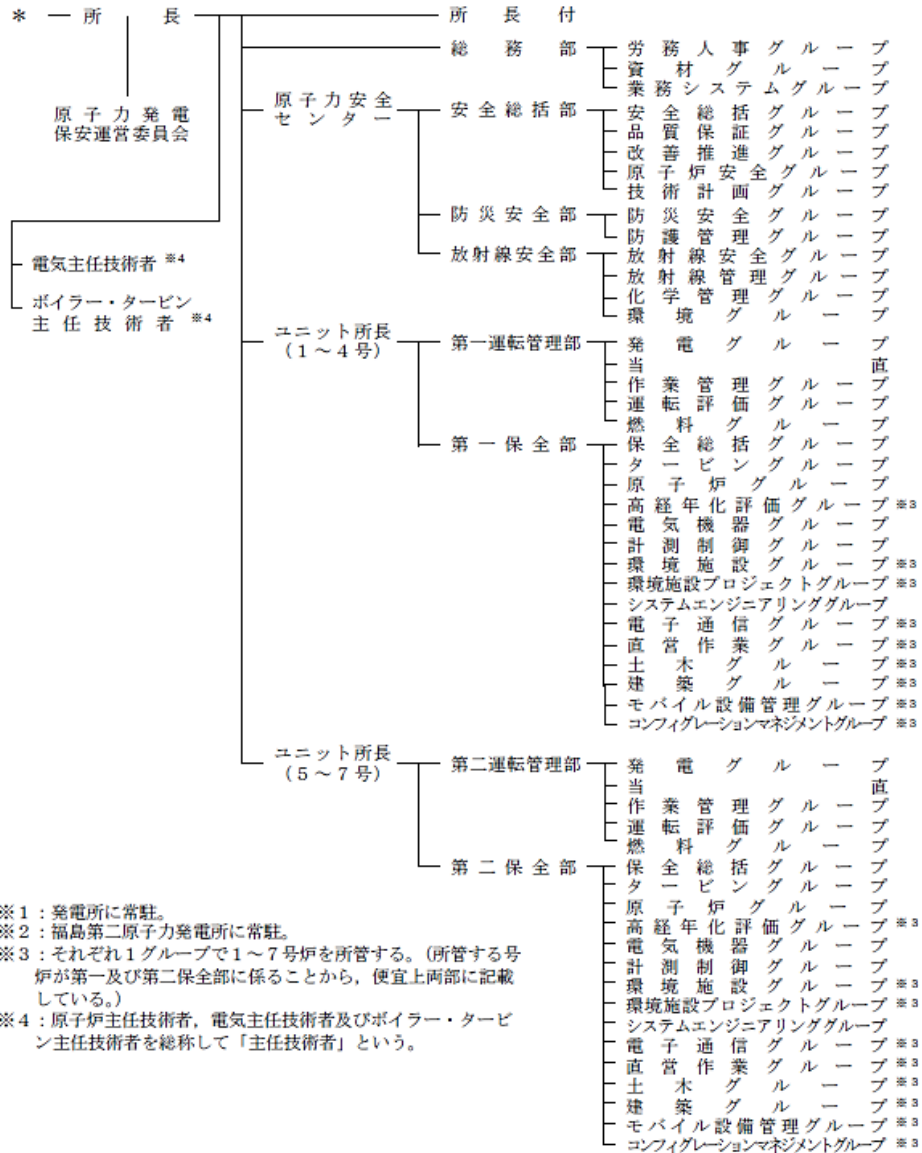 * 所長
所長付
総務部
労務人事グループ
資材グループ
業務システムグループ
原子力発電
保安運営委員会
原子力安全
センター
安全総括部
安全総括グループ
品質保証グループ
改善推進グループ
原子炉安全グループ
技術計画グループ
防災安全部
防災安全グループ
防護管理グループ
放射線安全部
放射線安全グループ
放射線管理グループ
化学管理グループ
環境グループ
電気主任技術者 ※4
ボイラー・タービン
主任技術者 ※4
ユニット所長
(1～4号)
第一運転管理部
発電グループ
当直
作業管理グループ
運転評価グループ
燃料グループ
第一保全部
保全総括グループ
タービングループ
原子炉グループ
高経年化評価グループ ※3
電気機器グループ
計測制御グループ
環境施設グループ ※3
環境施設プロジェクトグループ ※3
システムエンジニアリンググループ
電子通信グループ ※3
直営作業グループ ※3
土木グループ ※3
建築グループ ※3
モバイル設備管理グループ ※3
コンフィグレーションマネジメントグループ ※3
ユニット所長
(5～7号)
第二運転管理部
発電グループ
当直
作業管理グループ
運転評価グループ
燃料グループ
第二保全部
保全総括グループ
タービングループ
原子炉グループ
高経年化評価グループ ※3
電気機器グループ
計測制御グループ
環境施設グループ ※3
環境施設プロジェクトグループ ※3
システムエンジニアリンググループ
電子通信グループ ※3
直営作業グループ ※3
土木グループ ※3
建築グループ ※3
モバイル設備管理グループ ※3
コンフィグレーションマネジメントグループ ※3
※1：発電所に常駐。
※2：福島第二原子力発電所に常駐。
※3：それぞれ1グループで1～7号炉を所管する。(所管する号
炉が第一及び第二保全部に係ることから，便宜上両部に記載
している。)
※4：原子炉主任技術者，電気主任技術者及びボイラー・タービ
ン主任技術者を総称して「主任技術者」という。